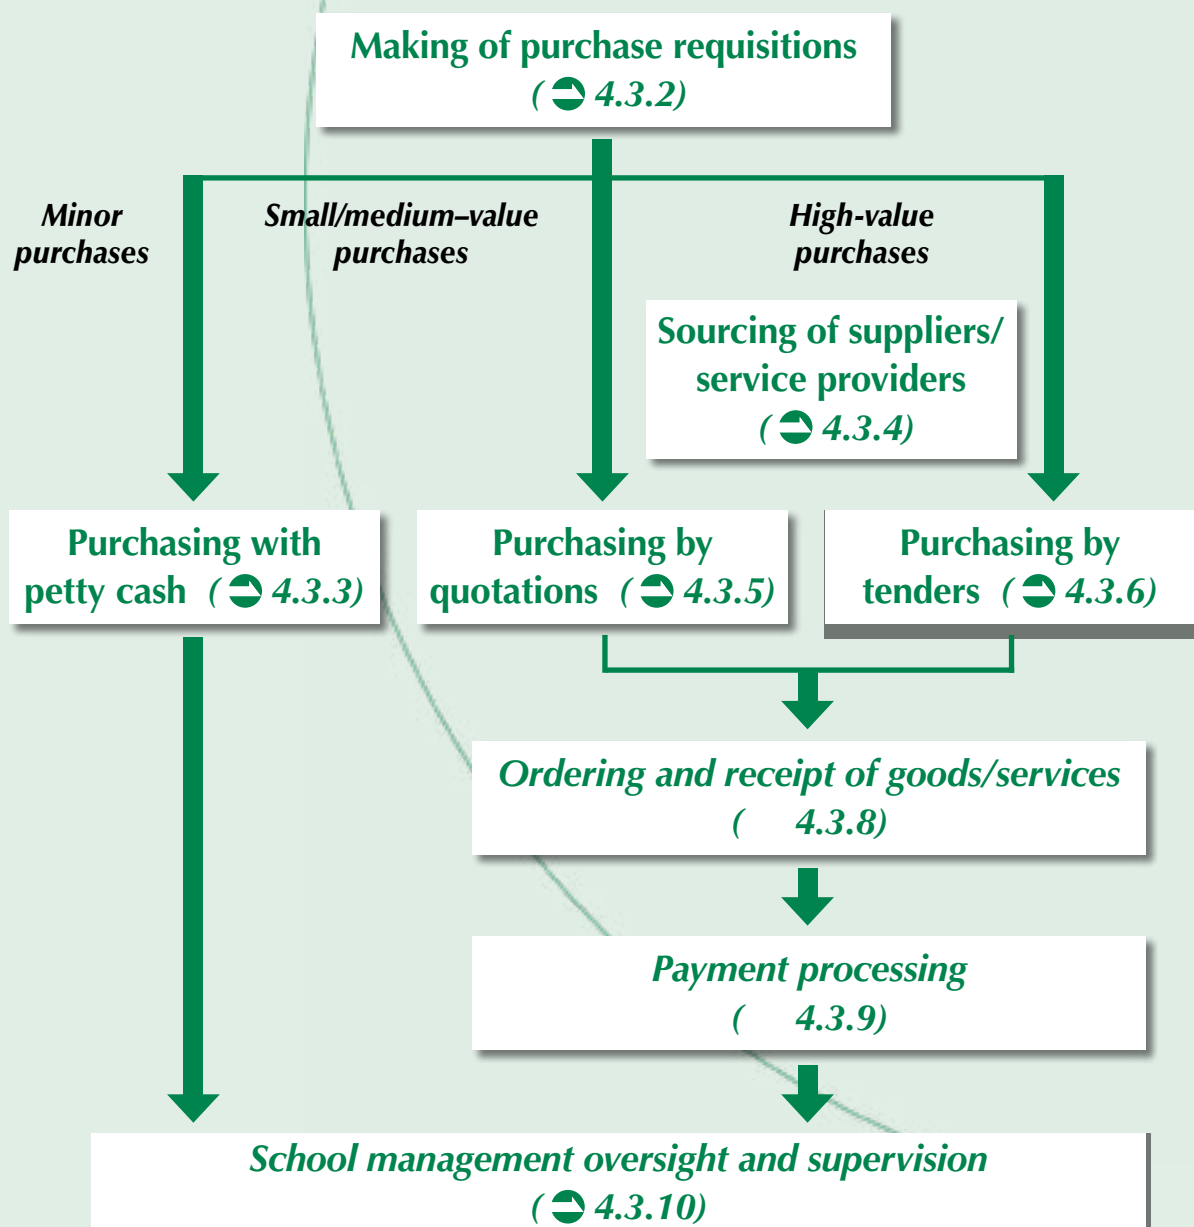 Making of purchase requisitions
( ➲ 4.3.2)
Minor
purchases
Small/medium–value
purchases
High-value
purchases
Sourcing of suppliers/
service providers
( ➲ 4.3.4)
Purchasing with
petty cash ( ➲ 4.3.3)
Purchasing by
quotations ( ➲ 4.3.5)
Purchasing by
tenders ( ➲ 4.3.6)
Ordering and receipt of goods/services
( 4.3.8)
Payment processing
( 4.3.9)
School management oversight and supervision
( ➲ 4.3.10)